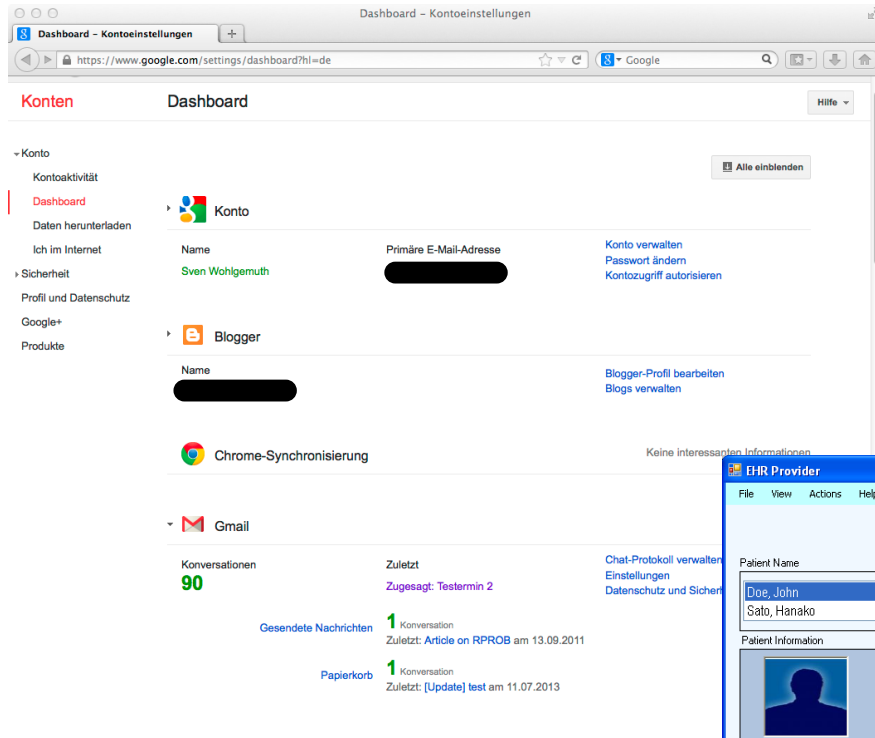 Dashboard – Kontoeinstellungen
Dashboard – Kontoeinstellungen
https://www.google.com/settings/dashboard?hl=de
Google
Konten
Dashboard
Hilfe
Konto
Kontoaktivität
Dashboard
Daten herunterladen
Ich im Internet
Sicherheit
Profil und Datenschutz
Google+
Produkte
Alle einblenden
Konto
Name
Primäre E-Mail-Adresse
Konto verwalten
Sven Wohlgemuth
Passwort ändern
Kontozugriff autorisieren
Blogger
Name
Blogger-Profil bearbeiten
Blogs verwalten
Chrome-Synchronisierung
Keine interessanten Informationen
Gmail
Konversationen
Zuletzt
Chat-Protokoll verwalten
90
Zugesagt: Testermin 2
Einstellungen
Datenschutz und Sicherh
Gesendete Nachrichten
1 Konversation
Zuletzt: Article on RPROB am 13.09.2011
Papierkorb
1 Konversation
Zuletzt: [Update] test am 11.07.2013
EHR Provider
File View Actions Help
Patient Name
Doe, John
Sato, Hanako
Patient Information